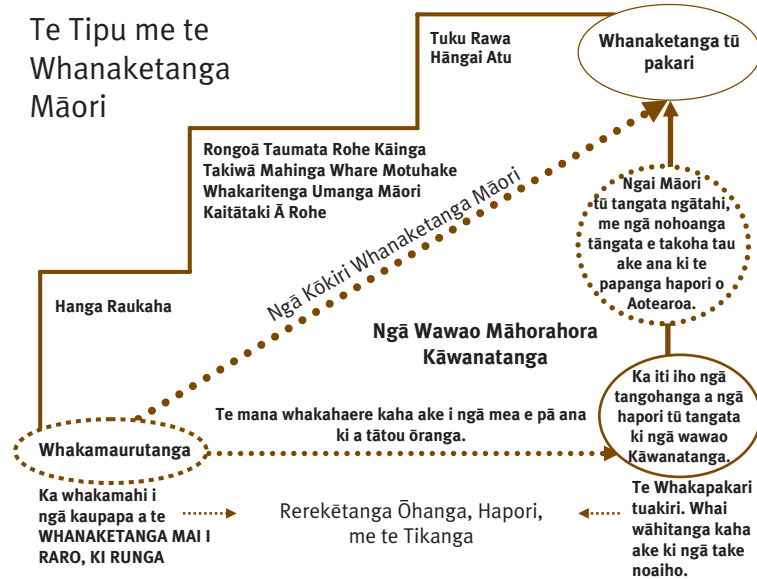 Te Tipu me te
Whanaketanga
Māori
Tuku Rawa
Hāngai Atu
Whanaketanga tū
pakari
Rongoā Taumata Rohe Kāinga
Takiwā Mahinga Whare Motuhake
Whakaritenga Umanga Māori
Kaitātaki Ā Rohe
Ngā Kōkiri Whanaketanga Māori
Ngai Māori
tū tangata ngātahi,
me ngā nohoanga
tāngata e takoha tau
ake ana ki te
papanga hapori o
Aotearoa.
Hanga Raukaha
Ngā Wawao Māhorahora
Kāwanatanga
Ka iti iho ngā
tangohanga a ngā
hapori tū tangata
ki ngā wawao
Kāwanatanga.
Te mana whakahaere kaha ake i ngā mea e pā ana
ki a tātou ōranga.
Whakamaurutanga
Ka whakamahi i
ngā kaupapa a te
WHANAKETANGA MAI I
RARO, KI RUNGA
Rerekētanga Ōhanga, Hapori,
me te Tikanga
Te Whakapakari
tuakiri. Whai
wāhitanga kaha
ake ki ngā take
noaiho.